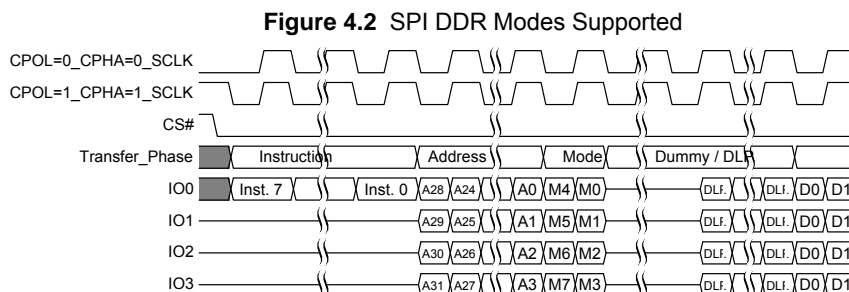 Figure 4.2 SPI DDR Modes Supported
CPOL=0_CPHA=0_SCLK
CPOL=1_CPHA=1_SCLK
CS#
Transfer_Phase Instruction Address Mode Dummy / DLP
IO0 Inst. 7 Inst. 0 A28 A24 A0 M4 M0 DLP. DLP. D0 D1
IO1 A29 A25 A1 M5 M1 DLP. DLP. D0 D1
IO2 A30 A26 A2 M6 M2 DLP. DLP. D0 D1
IO3 A31 A27 A3 M7 M3 DLP. DLP. D0 D1